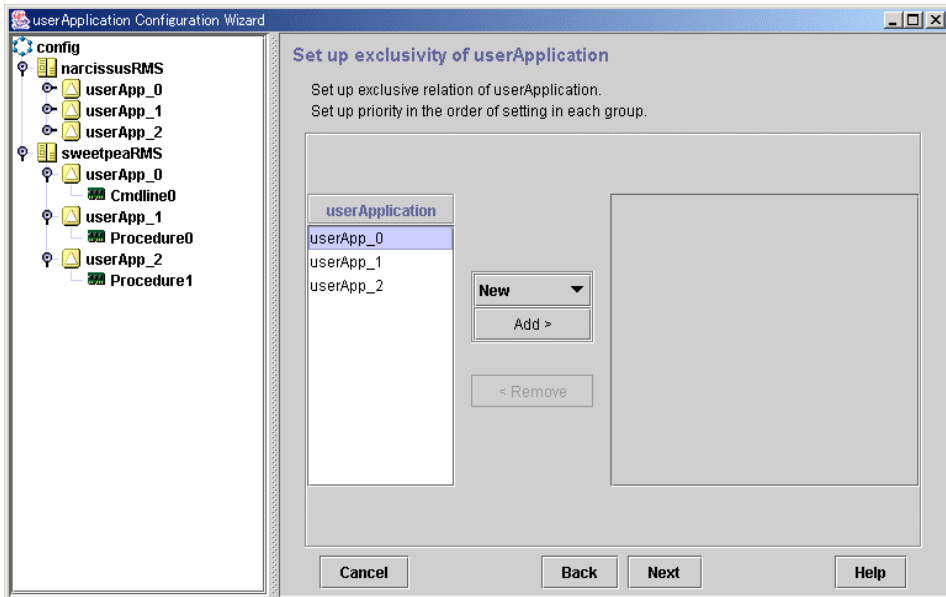 userApplication Configuration Wizard
config
narcissusRMS
userApp_0
userApp_1
userApp_2
sweetpeaRMS
userApp_0
Cmdline0
userApp_1
Procedure0
userApp_2
Procedure1
Set up exclusivity of userApplication
Set up exclusive relation of userApplication.
Set up priority in the order of setting in each group.
userApplication
userApp_0
userApp_1
userApp_2
New
Add >
< Remove
Cancel
Back
Next
Help